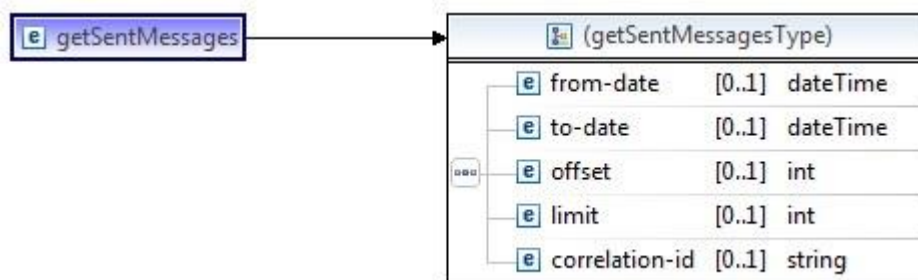 e getSentMessages
(getSentMessagesType)
e from-date [0..1] dateTime
e to-date [0..1] dateTime
e offset [0..1] int
e limit [0..1] int
e correlation-id [0..1] string